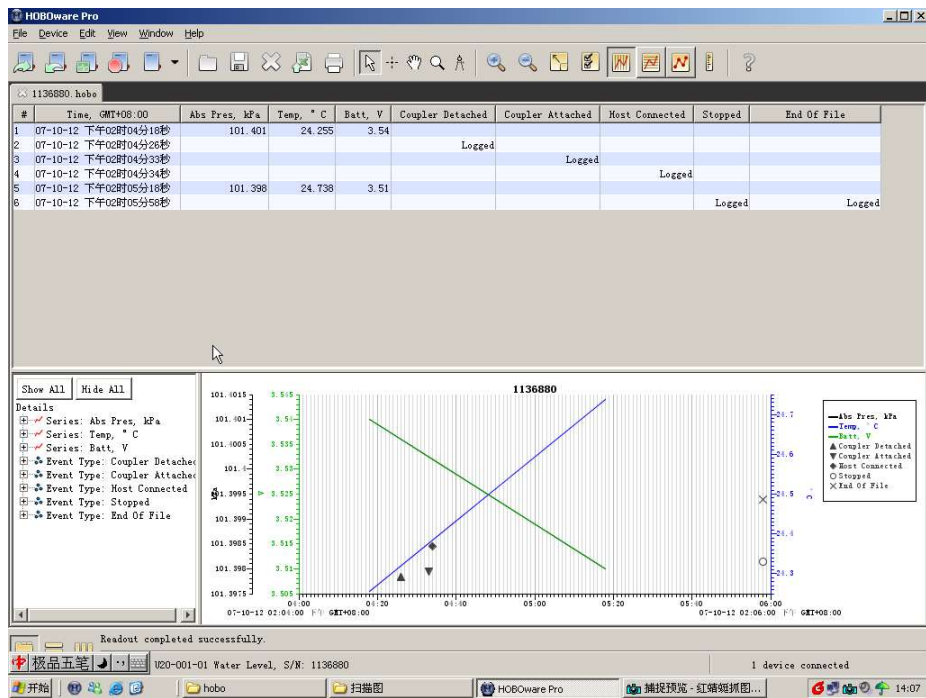 HOBOware Pro
File Device Edit View Window Help
1136880.hobo
# Time, GMT+08:00 Abs Pres, kPa Temp, ° C Batt, V Coupler Detached Coupler Attached Host Connected Stopped End Of File
1 07-10-12 下午02时04分18秒 101.401 24.255 3.54
2 07-10-12 下午02时04分26秒 Logged
3 07-10-12 下午02时04分33秒 Logged
4 07-10-12 下午02时04分34秒 Logged
5 07-10-12 下午02时05分18秒 101.398 24.738 3.51
6 07-10-12 下午02时05分58秒 Logged Logged
Show All Hide All
Details
Series: Abs Pres, kPa
Series: Temp, ° C
Series: Batt, V
Event Type: Coupler Detached
Event Type: Coupler Attached
Event Type: Host Connected
Event Type: Stopped
Event Type: End Of File
1136880
101.4015 3.545
101.401 3.54 24.7
101.4005 3.535
101.4 3.53 24.6
101.3995 V 3.525 24.5
101.399 3.52
101.3985 3.515 24.4
101.398 3.51 24.3
101.3975 3.505
04:00 04:20 04:40 05:00 05:20 05:40 06:00
07-10-12 02:04:00 下午 GMT+08:00 07-10-12 02:06:00 下午 GMT+08:00
Abs Pres, kPa
Temp, ° C
Batt, V
Coupler Detached
Coupler Attached
Host Connected
Stopped
End Of File
Readout completed successfully.
中 极品五笔 U20-001-01 Water Level, S/N: 1136880 1 device connected
开始 hobo 扫描图 HOBOware Pro 捕捉预览 - 红蜻蜓抓图... 14:07